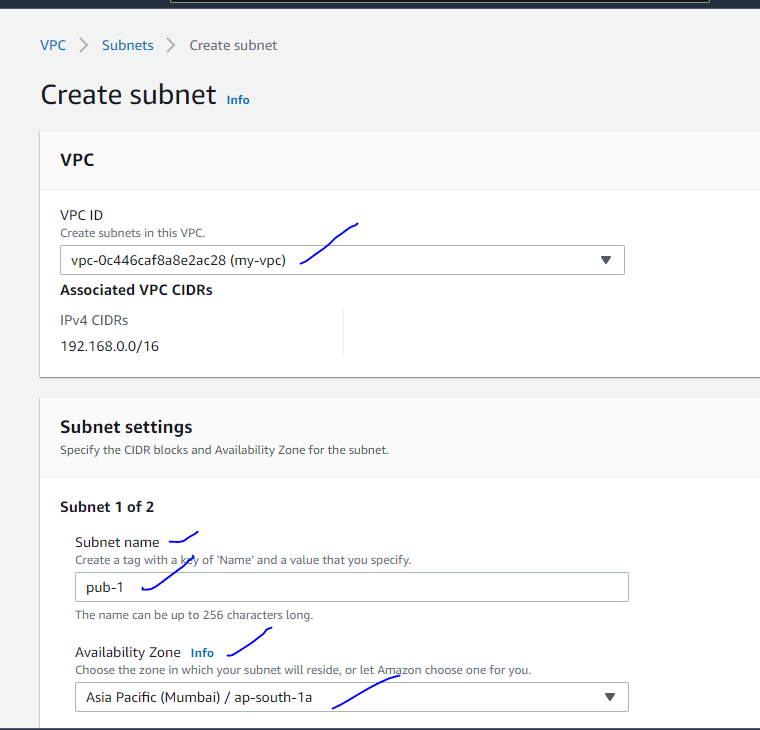 VPC > Subnets > Create subnet
Create subnet Info
VPC
VPC ID
Create subnets in this VPC.
vpc-0c446caf8a8e2ac28 (my-vpc)
Associated VPC CIDRs
IPv4 CIDRs
192.168.0.0/16
Subnet settings
Specify the CIDR blocks and Availability Zone for the subnet.
Subnet 1 of 2
Subnet name
Create a tag with a key of 'Name' and a value that you specify.
pub-1
The name can be up to 256 characters long.
Availability Zone Info
Choose the zone in which your subnet will reside, or let Amazon choose one for you.
Asia Pacific (Mumbai) / ap-south-1a